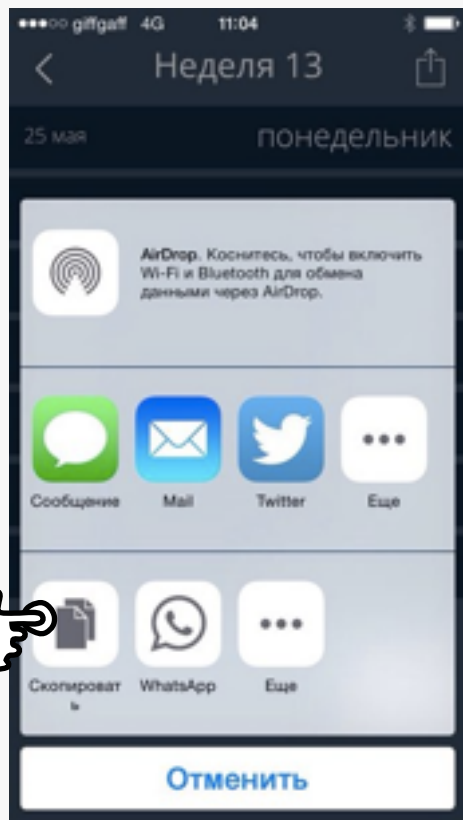 giffgaff 4G 11:04
Неделя 13
25 мая понедельник
AirDrop. Коснитесь, чтобы включить
Wi-Fi и Bluetooth для обмена
данными через AirDrop.
Сообщение Mail Twitter Еще
Скопироват WhatsApp Еще
ь
Отменить